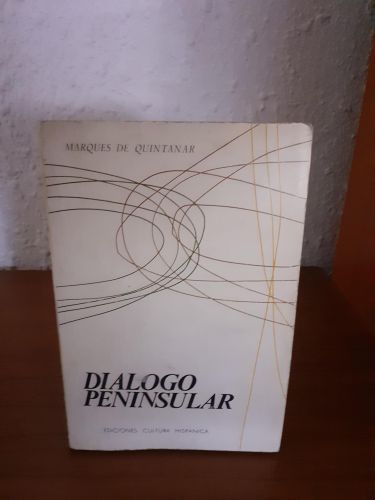 MARQUES DE QUINTANAR
DIALOGO
PENINSULAR
EDICIONES CULTURA HISPANICA